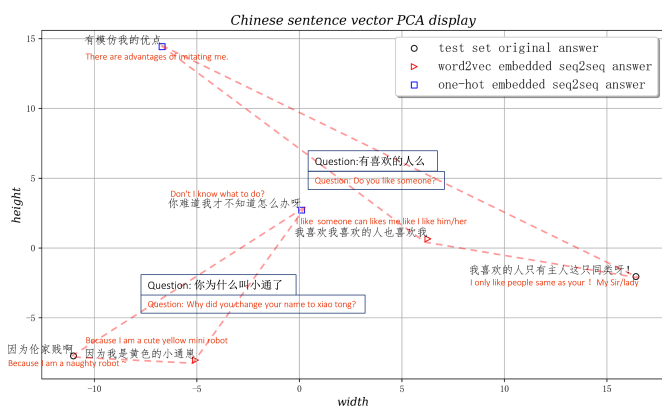 Chinese sentence vector PCA display
15
10
5
0
−5
height
−10
−5
0
5
10
15
width
test set original answer
word2vec embedded seq2seq answer
one-hot embedded seq2seq answer
有模仿我的优点
There are advantages of imitating me.
Question:有喜欢的人么
Question: Do you like someone?
Don't I know what to do?
你难道我才不知道怎么办呀
I like someone can likes me like I like him/her
我喜欢我喜欢的人也喜欢我
我喜欢的人只有主人这只同类呀!
I only like people same as your ! My Sir/lady
Question: 你为什么叫小通了
Question: Why did you change your name to xiao tong?
Because I am a cute yellow mini robot
因为伦家贱啊
因为我是黄色的小通嵐
Because I am a naughty robot